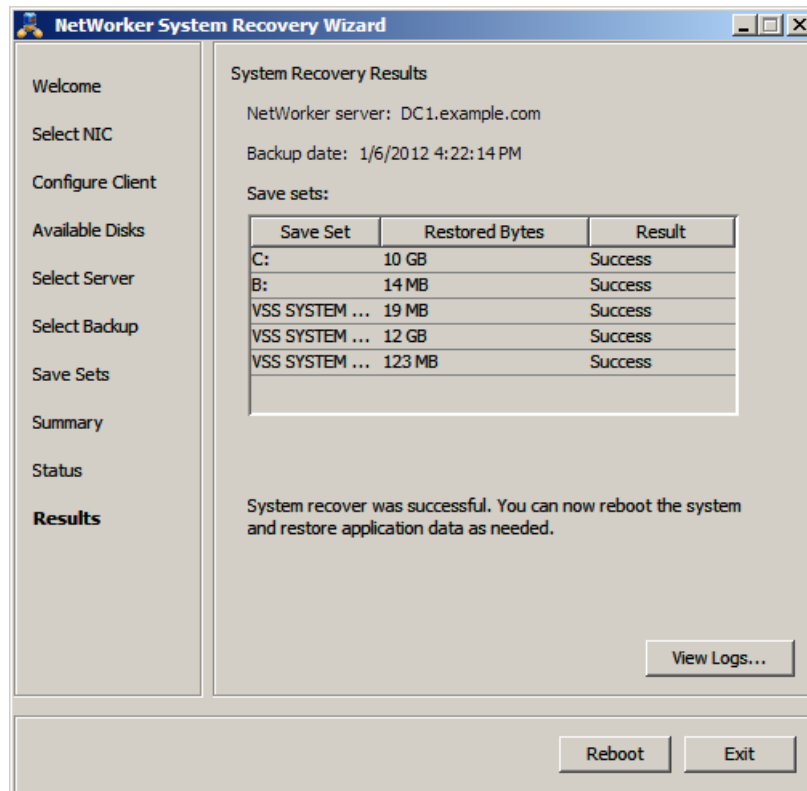 NetWorker System Recovery Wizard
Welcome
Select NIC
Configure Client
Available Disks
Select Server
Select Backup
Save Sets
Summary
Status
Results
System Recovery Results
NetWorker server: DC1.example.com
Backup date: 1/6/2012 4:22:14 PM
Save sets:
Save Set Restored Bytes Result
C: 10 GB Success
B: 14 MB Success
VSS SYSTEM ... 19 MB Success
VSS SYSTEM ... 12 GB Success
VSS SYSTEM ... 123 MB Success
System recover was successful. You can now reboot the system
and restore application data as needed.
View Logs...
Reboot Exit